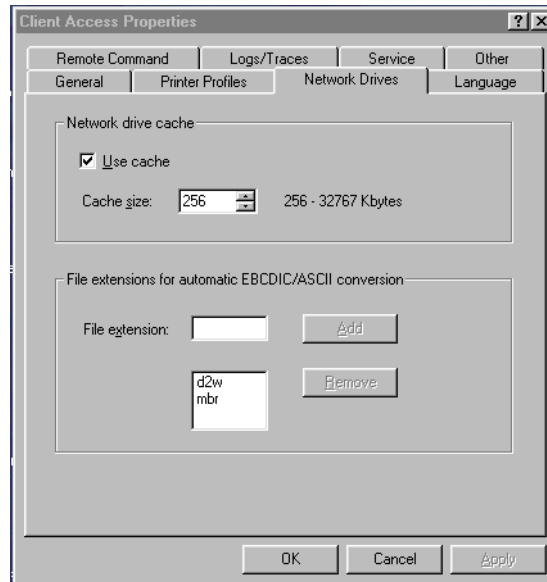 Client Access Properties
Remote Command Logs/Traces Service Other
General Printer Profiles Network Drives Language
Network drive cache
Use cache
Cache size: 256 256 - 32767 Kbytes
File extensions for automatic EBCDIC/ASCII conversion
File extension: Add
d2w Remove
mbr
OK Cancel Apply